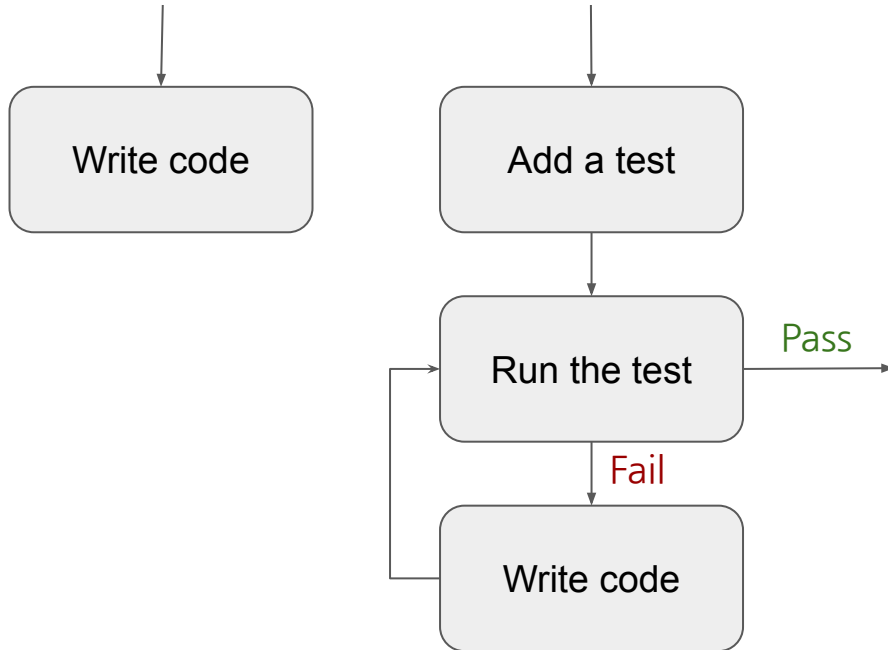 Write code
Add a test
Run the test
Pass
Fail
Write code